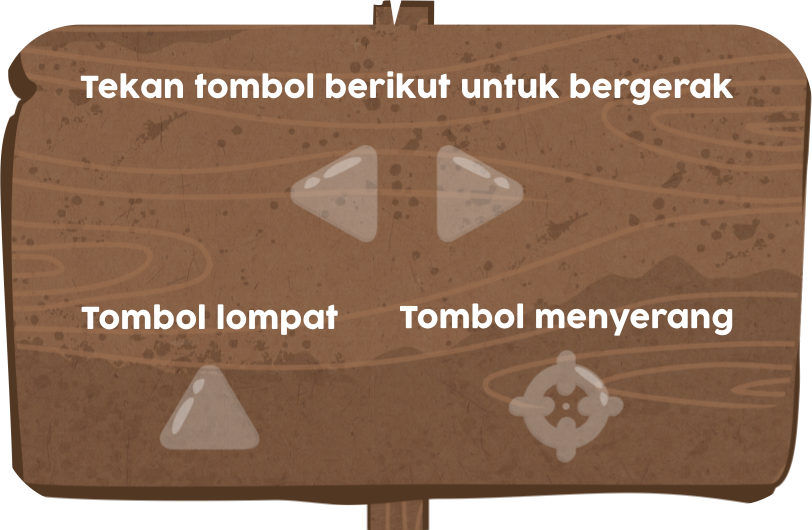 Tekan tombol berikut untuk bergerak
Tombol lompat
Tombol menyerang